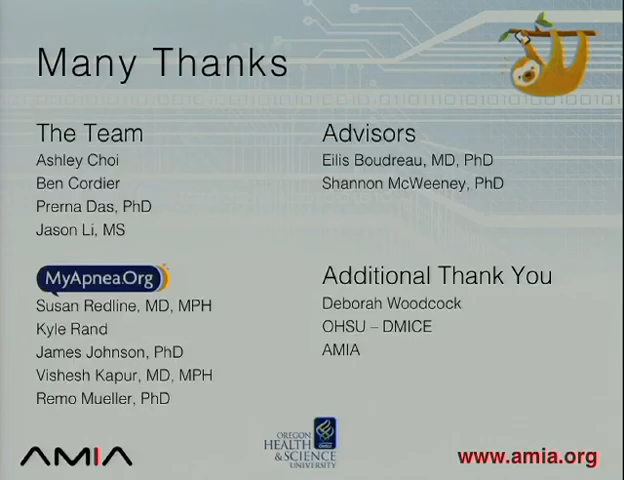 Many Thanks
The Team
Ashley Choi
Ben Cordier
Prerna Das, PhD
Jason Li, MS
MyApnea.Org
Susan Redline, MD, MPH
Kyle Rand
James Johnson, PhD
Vishesh Kapur, MD, MPH
Remo Mueller, PhD
Advisors
Eilis Boudreau, MD, PhD
Shannon McWeeney, PhD
Additional Thank You
Deborah Woodcock
OHSU – DMICE
AMIA
AMIA
OREGON
HEALTH
& SCIENCE
UNIVERSITY
www.amia.org